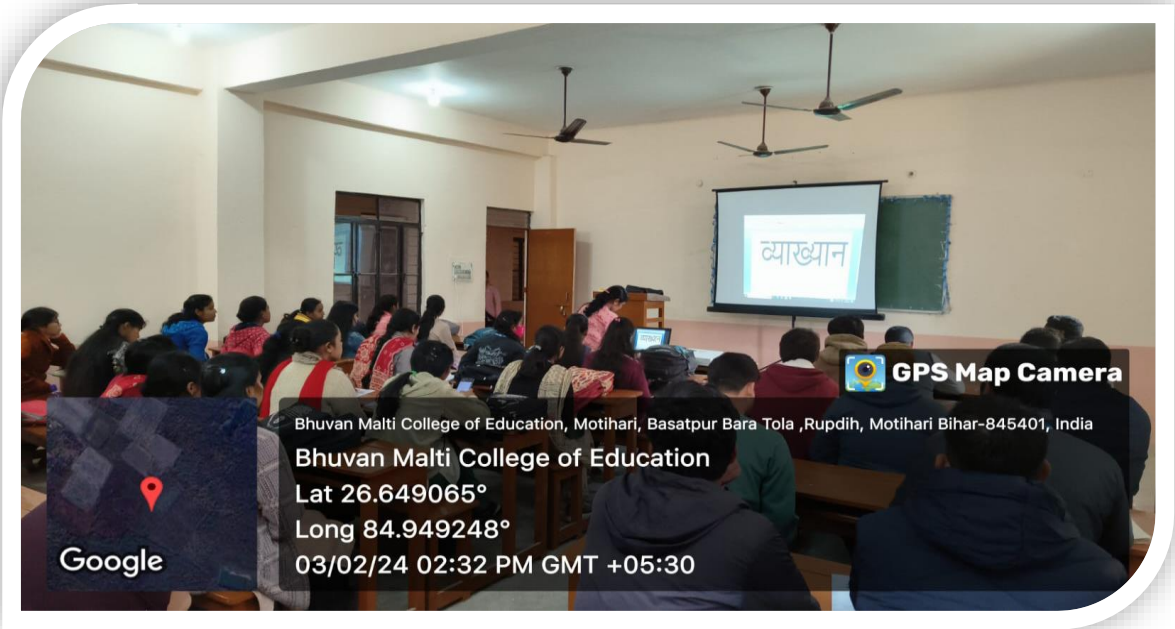 व्याख्यान
व्याख्यान
GPS Map Camera
Bhuvan Malti College of Education, Motihari, Basatpur Bara Tola ,Rupdih, Motihari Bihar-845401, India
Bhuvan Malti College of Education
Lat 26.649065°
Long 84.949248°
03/02/24 02:32 PM GMT +05:30
Google